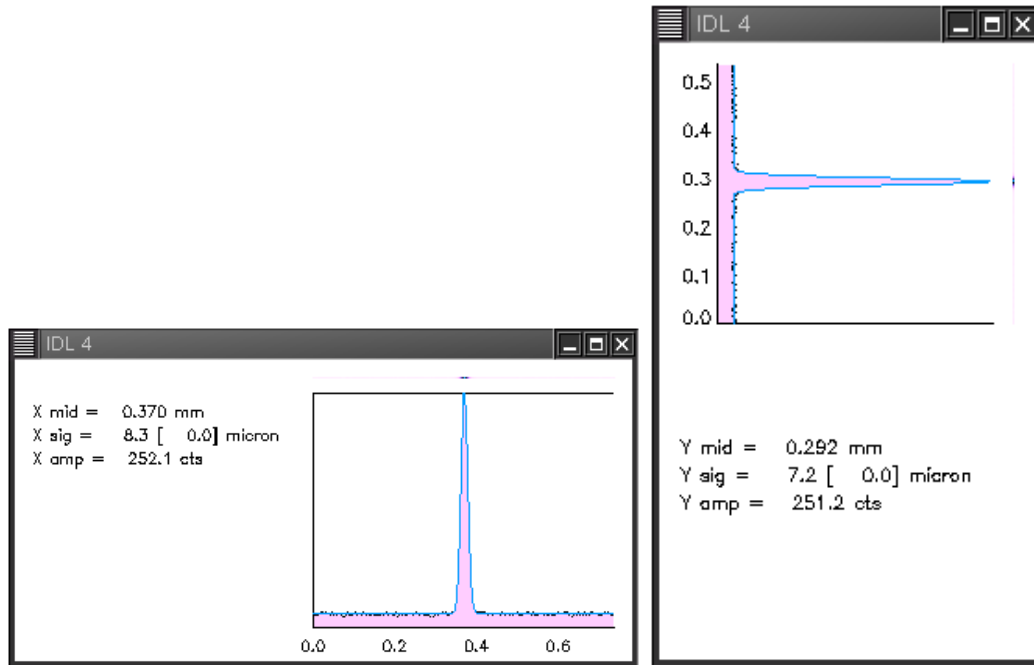 IDL 4
X mid = 0.370 mm
X sig = 8.3 [ 0.0] micron
X amp = 252.1 cts
0.0 0.2 0.4 0.6
IDL 4
0.5
0.4
0.3
0.2
0.1
0.0
Y mid = 0.292 mm
Y sig = 7.2 [ 0.0] micron
Y amp = 251.2 cts